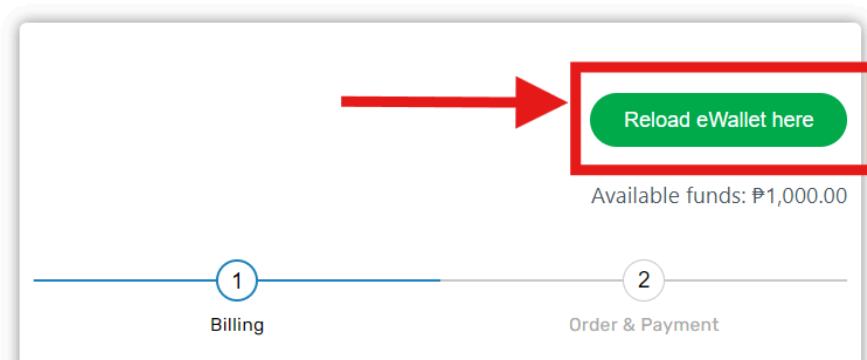 Reload eWallet here
Available funds: ₱1,000.00
1
2
Billing
Order & Payment